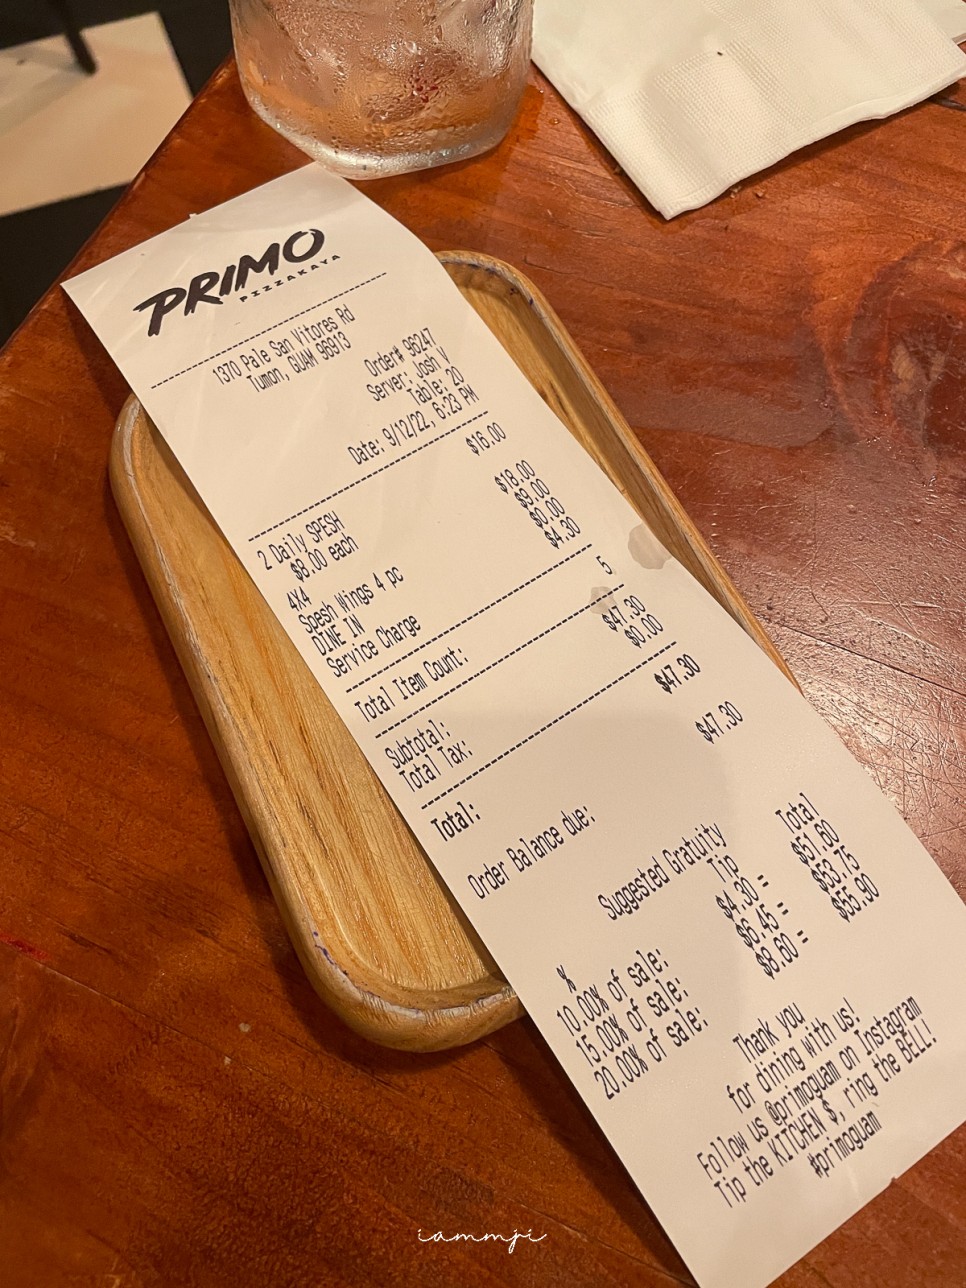 PRIMO
PIZZAKAYA
1370 Pale San Vitores Rd
Tumon, GUAM 96913
Order# 96247
Server: Josh V
Table: 20
Date: 9/12/22, 6:23 PM
2 Daily SPESH $16.00
$8.00 each
4X4 $18.00
Spesh Wings 4 pc $9.00
DINE IN $0.00
Service Charge $4.30
Total Item Count: 5
Subtotal: $47.30
Total Tax: $0.00
Total: $47.30
Order Balance due: $47.30
Suggested Gratuity
% Tip Total
10.00% of sale: $4.30 = $51.60
15.00% of sale: $6.45 = $53.75
20.00% of sale: $8.60 = $55.90
Thank you
for dining with us!
Follow us @primoguam on Instagram
Tip the KITCHEN $, ring the BELL!
#primoguam
iammji